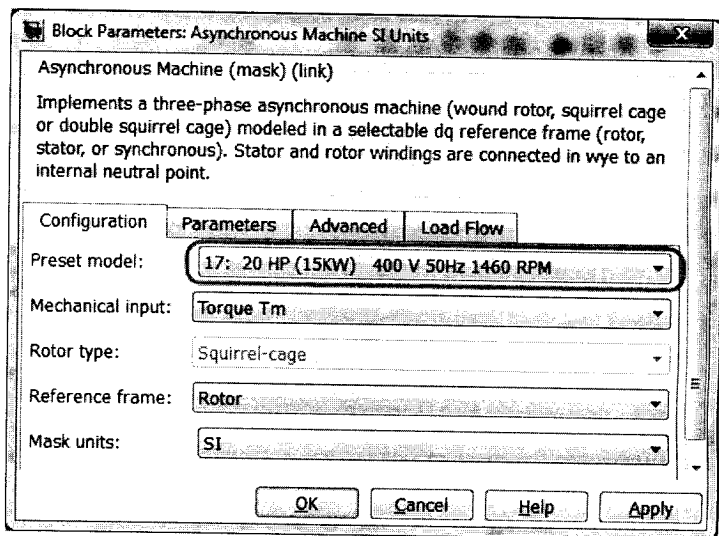 Block Parameters: Asynchronous Machine SI Units
Asynchronous Machine (mask) (link)
Implements a three-phase asynchronous machine (wound rotor, squirrel cage
or double squirrel cage) modeled in a selectable dq reference frame (rotor,
stator, or synchronous). Stator and rotor windings are connected in wye to an
internal neutral point.
Configuration Parameters Advanced Load Flow
Preset model: 17: 20 HP (15KW) 400 V 50Hz 1460 RPM
Mechanical input: Torque Tm
Rotor type: Squirrel-cage
Reference frame: Rotor
Mask units: SI
OK Cancel Help Apply